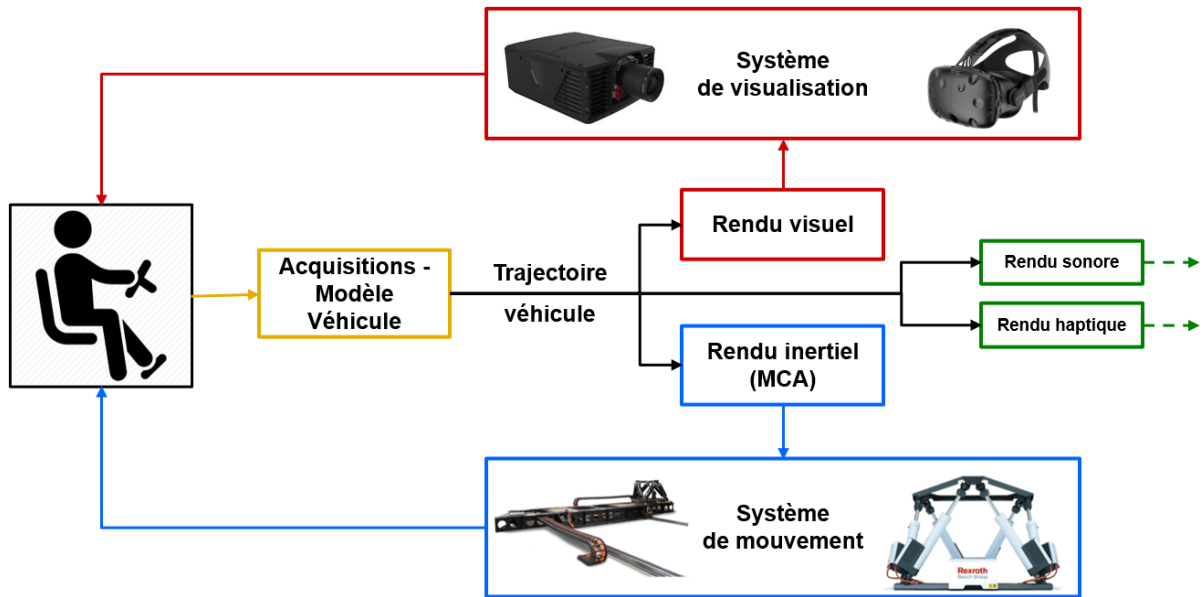 Système
de visualisation
Rendu visuel
Acquisitions -
Modèle
Véhicule
Trajectoire
véhicule
Rendu sonore
Rendu haptique
Rendu inertiel
(MCA)
Système
de mouvement
Rexroth
Bosch Group